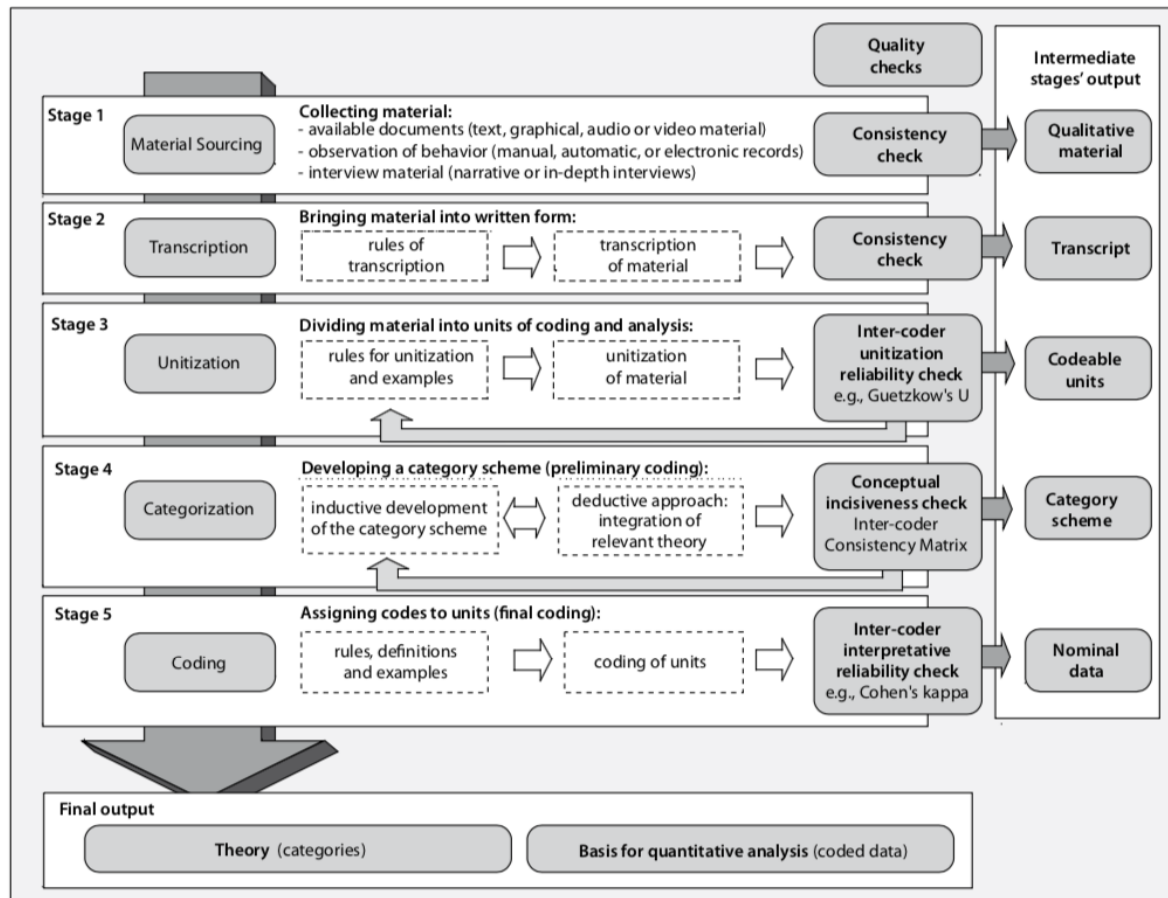 Quality
checks
Intermediate
stages' output
Stage 1
Material Sourcing
Collecting material:
- available documents (text, graphical, audio or video material)
- observation of behavior (manual, automatic, or electronic records)
- interview material (narrative or in-depth interviews)
Consistency
check
Qualitative
material
Stage 2
Transcription
Bringing material into written form:
rules of
transcription
transcription
of material
Consistency
check
Transcript
Stage 3
Unitization
Dividing material into units of coding and analysis:
rules for unitization
and examples
unitization
of material
Inter-coder
unitization
reliability check
e.g., Guetzkow's U
Codeable
units
Stage 4
Categorization
Developing a category scheme (preliminary coding):
inductive development
of the category scheme
deductive approach:
integration of
relevant theory
Conceptual
incisiveness check
Inter-coder
Consistency Matrix
Category
scheme
Stage 5
Coding
Assigning codes to units (final coding):
rules, definitions
and examples
coding of units
Inter-coder
interpretative
reliability check
e.g., Cohen's kappa
Nominal
data
Final output
Theory (categories)
Basis for quantitative analysis (coded data)